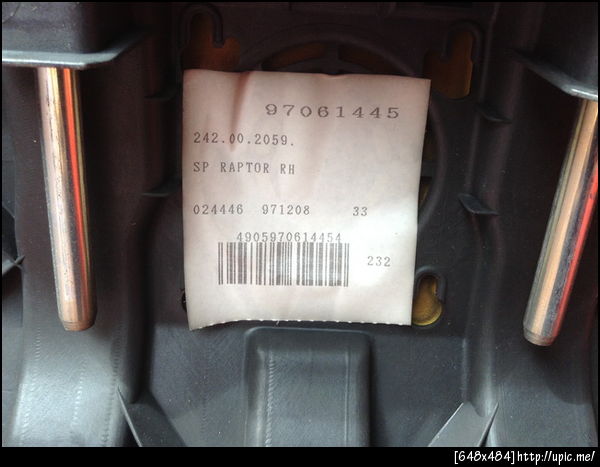 97061445
242.00.2059.
SP RAPTOR RH
024446 971208 33
4905970614454
232
[648x484]http://upic.me/